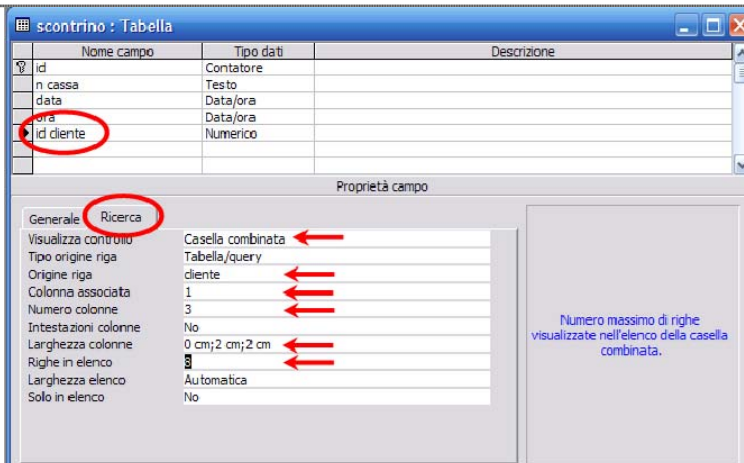 scontrino : Tabella
Nome campo Tipo dati Descrizione
id Contatore
n cassa Testo
data Data/ora
ora Data/ora
id cliente Numerico
Proprietà campo
Generale Ricerca
Visualizza controllo Casella combinata
Tipo origine riga Tabella/query
Origine riga cliente
Colonna associata 1
Numero colonne 3
Intestazioni colonne No
Larghezza colonne 0 cm;2 cm;2 cm
Righe in elenco 8
Larghezza elenco Automatica
Solo in elenco No
Numero massimo di righe
visualizzate nell'elenco della casella
combinata.